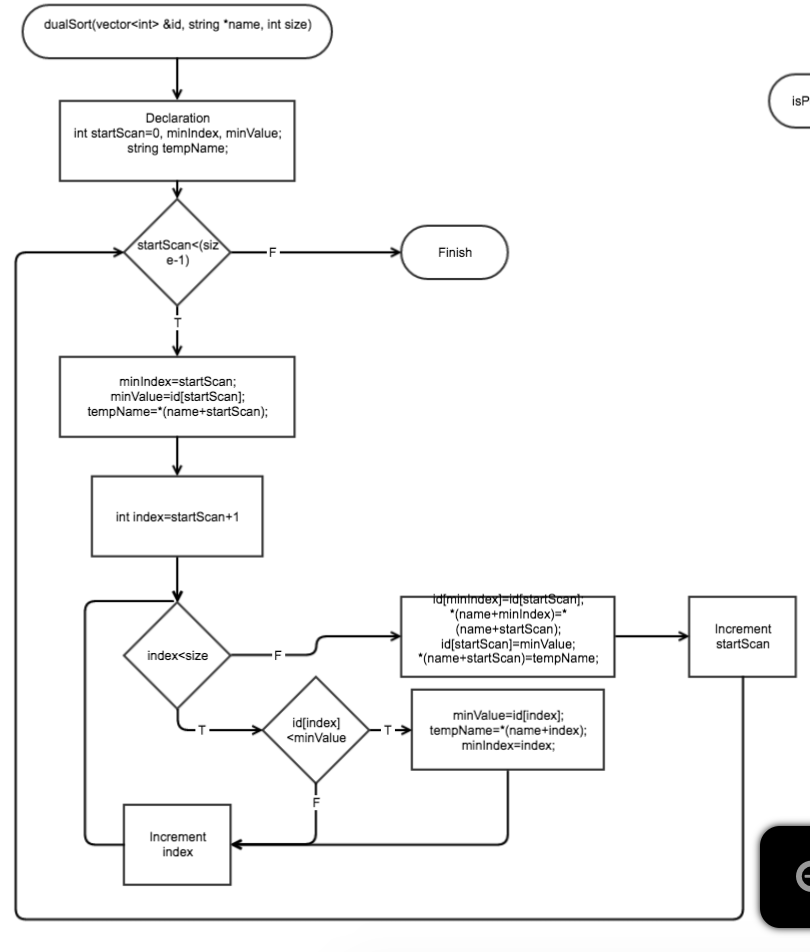 dualSort(vector<int> &id, string *name, int size)
Declaration
int startScan=0, minIndex, minValue;
string tempName;
isP
startScan<(siz
e-1)
F
Finish
T
minIndex=startScan;
minValue=id[startScan];
tempName=*(name+startScan);
int index=startScan+1
index<size
F
id[minIndex]=id[startScan];
*(name+minIndex)=*
(name+startScan);
id[startScan]=minValue;
*(name+startScan)=tempName;
Increment
startScan
T
id[index]
<minValue
T
minValue=id[index];
tempName=*(name+index);
minIndex=index;
F
Increment
index